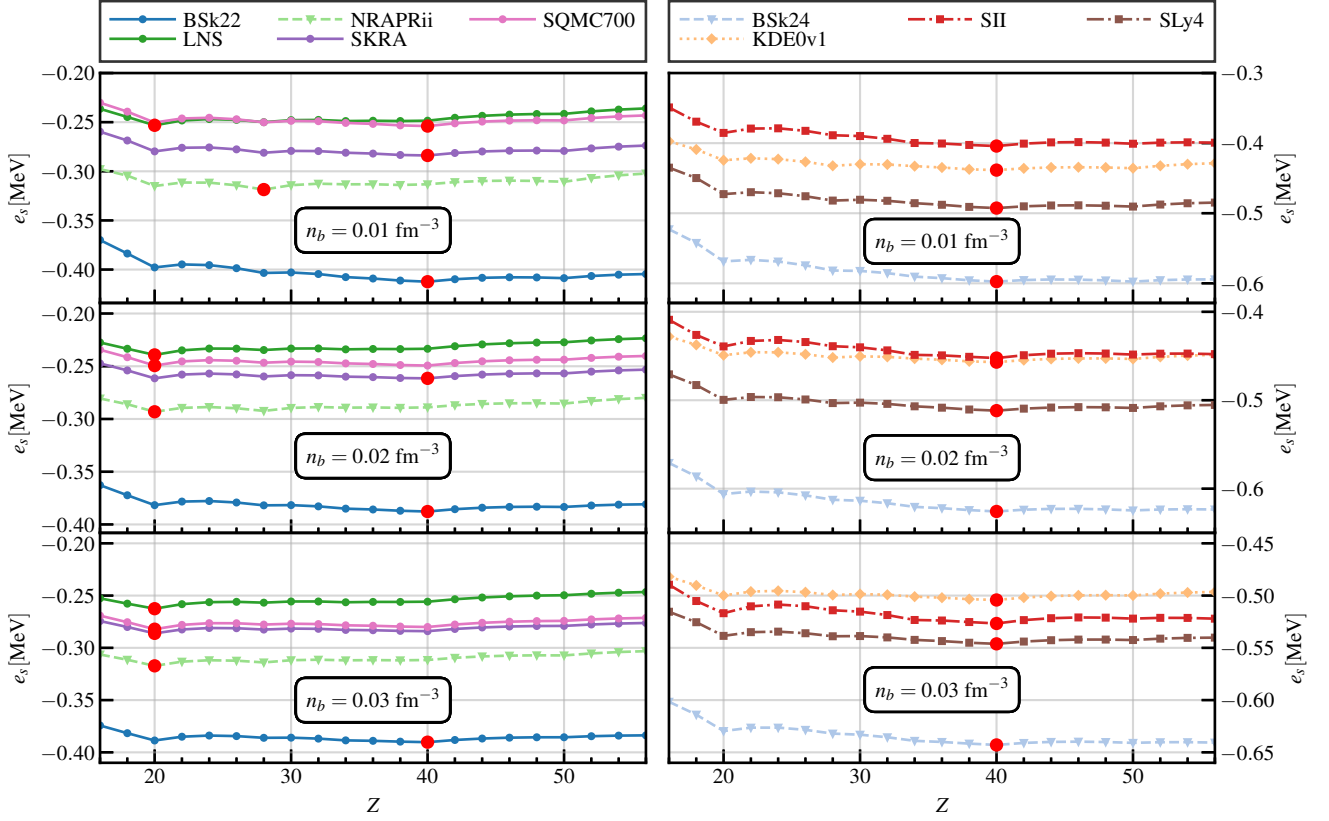 BSk22 NRAPRii SQMC700
LNS SKRA
BSk24 SII SLy4
KDE0v1
−0.20
−0.25
−0.30
−0.35
−0.40
e_s [MeV]
n_b = 0.01 fm⁻³
−0.3
−0.4
−0.5
−0.6
e_s [MeV]
n_b = 0.01 fm⁻³
−0.20
−0.25
−0.30
−0.35
−0.40
e_s [MeV]
n_b = 0.02 fm⁻³
−0.4
−0.5
−0.6
e_s [MeV]
n_b = 0.02 fm⁻³
−0.20
−0.25
−0.30
−0.35
−0.40
e_s [MeV]
n_b = 0.03 fm⁻³
−0.45
−0.50
−0.55
−0.60
−0.65
e_s [MeV]
n_b = 0.03 fm⁻³
20 30 40 50
Z
20 30 40 50
Z